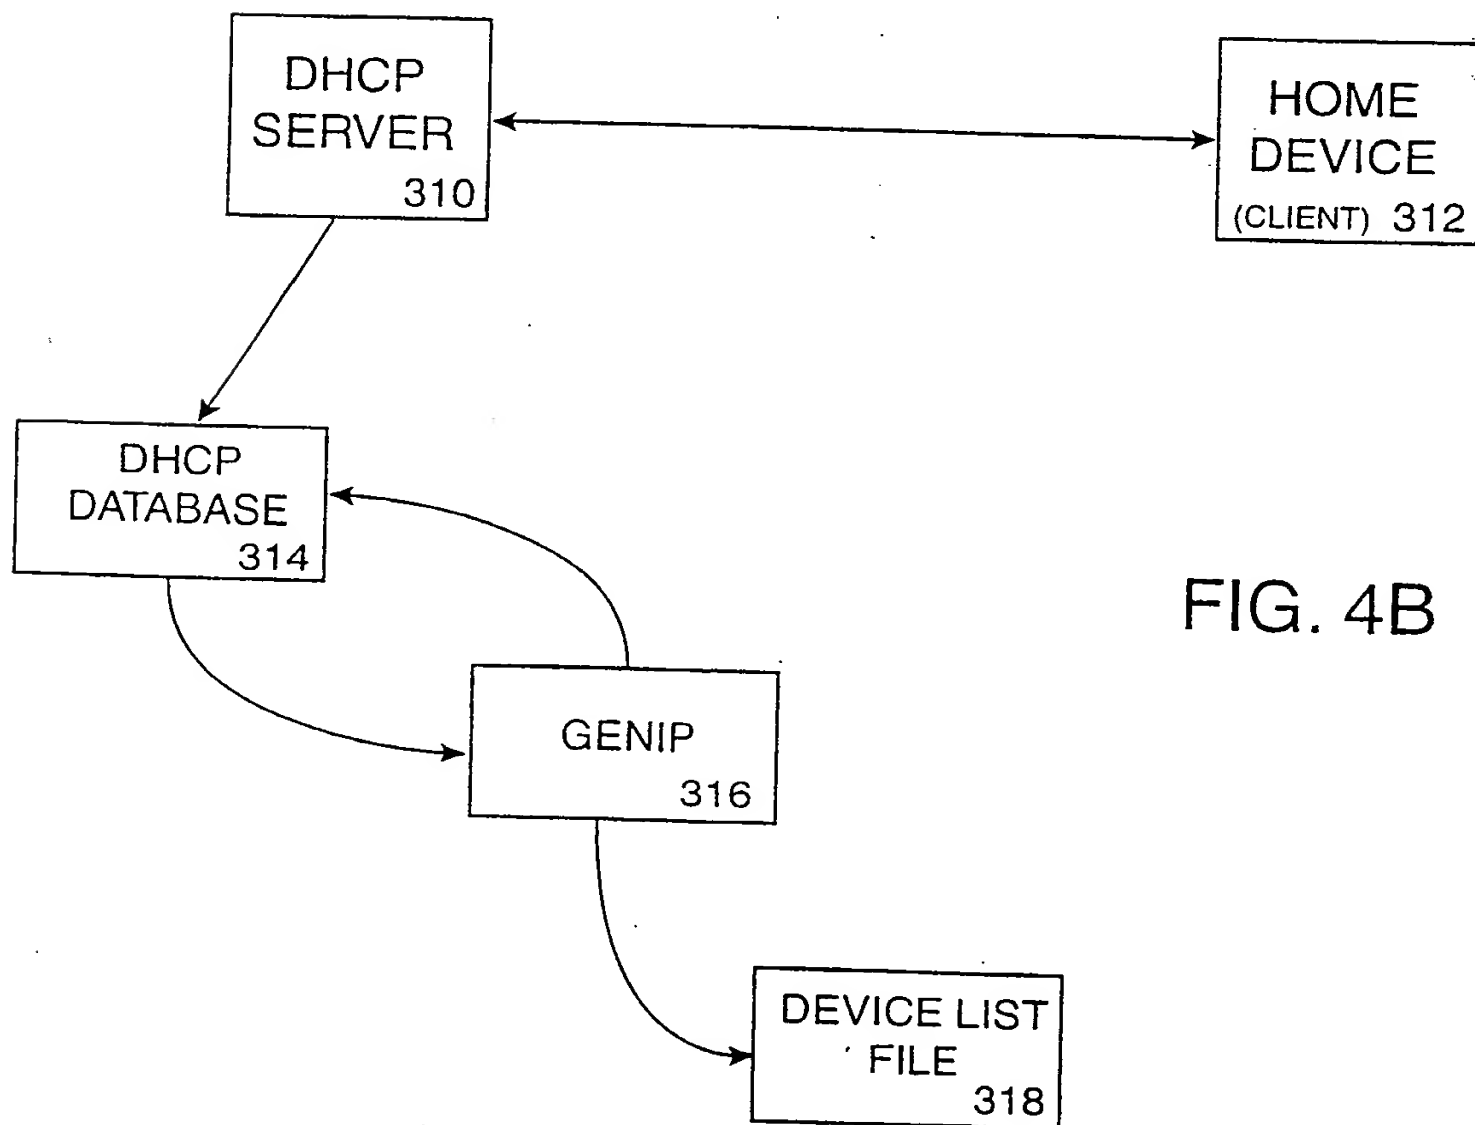 DHCP
SERVER
310
HOME
DEVICE
(CLIENT) 312
DHCP
DATABASE
314
FIG. 4B
GENIP
316
DEVICE LIST
FILE
318